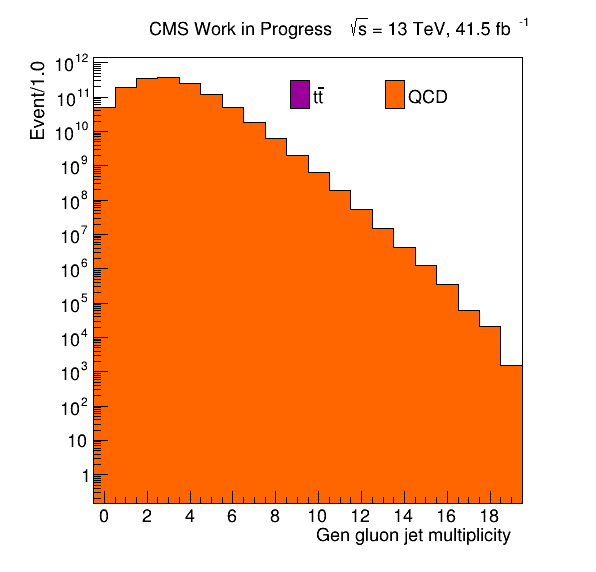 CMS Work in Progress √s = 13 TeV, 41.5 fb⁻¹
Event/1.0
tt̄ QCD
10¹²
10¹¹
10¹⁰
10⁹
10⁸
10⁷
10⁶
10⁵
10⁴
10³
10²
10
1
0 2 4 6 8 10 12 14 16 18
Gen gluon jet multiplicity